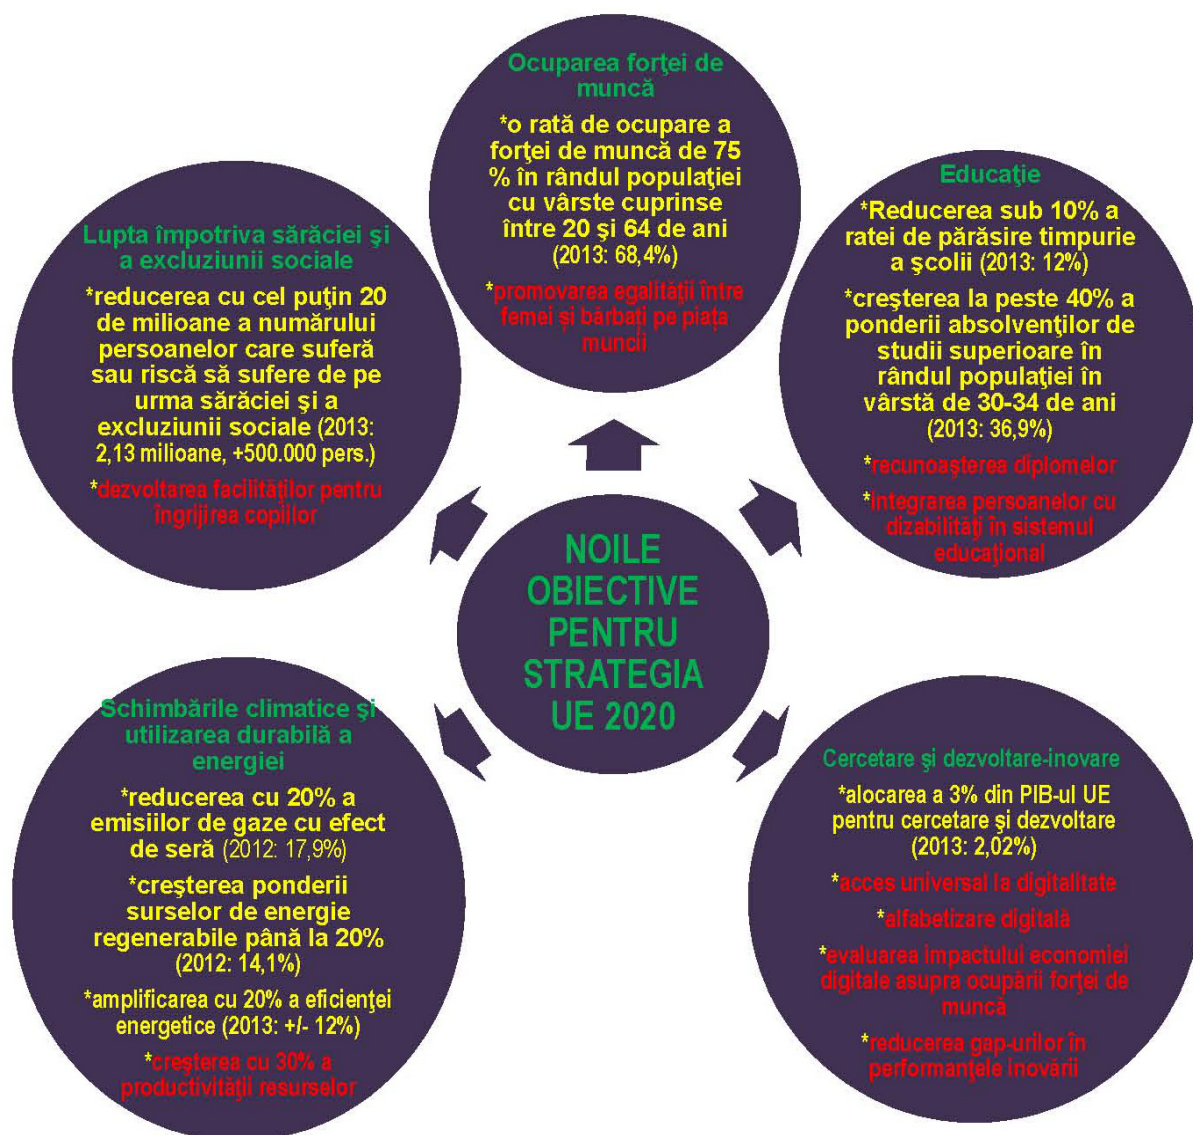 Ocuparea forţei de
muncă
*o rată de ocupare a
forţei de muncă de 75
% în rândul populaţiei
cu vârste cuprinse
între 20 şi 64 de ani
(2013: 68,4%)
*promovarea egalității între
femei și bărbați pe piața
muncii
Educaţie
*Reducerea sub 10% a
ratei de părăsire timpurie
a şcolii (2013: 12%)
*creşterea la peste 40% a
ponderii absolvenţilor de
studii superioare în
rândul populaţiei în
vârstă de 30-34 de ani
(2013: 36,9%)
*recunoaşterea diplomelor
*Integrarea persoanelor cu
dizabilităţi în sistemul
educaţional
Lupta împotriva sărăciei şi
a excluziunii sociale
*reducerea cu cel puţin 20
de milioane a numărului
persoanelor care suferă
sau riscă să sufere de pe
urma sărăciei şi a
excluziunii sociale (2013:
2,13 milioane, +500.000 pers.)
*dezvoltarea facilităţilor pentru
îngrijirea copiilor
NOILE
OBIECTIVE
PENTRU
STRATEGIA
UE 2020
Schimbările climatice şi
utilizarea durabilă a
energiei
*reducerea cu 20% a
emisiilor de gaze cu efect
de seră (2012: 17,9%)
*creşterea ponderii
surselor de energie
regenerabile până la 20%
(2012: 14,1%)
*amplificarea cu 20% a eficienţei
energetice (2013: +/- 12%)
*creşterea cu 30% a
productivităţii resurselor
Cercetare şi dezvoltare-inovare
*alocarea a 3% din PIB-ul UE
pentru cercetare şi dezvoltare
(2013: 2,02%)
*acces universal la digitalitate
*alfabetizare digitală
*evaluarea impactului economiei
digitale asupra ocupării forţei de
muncă
*reducerea gap-urilor în
performanţele inovării